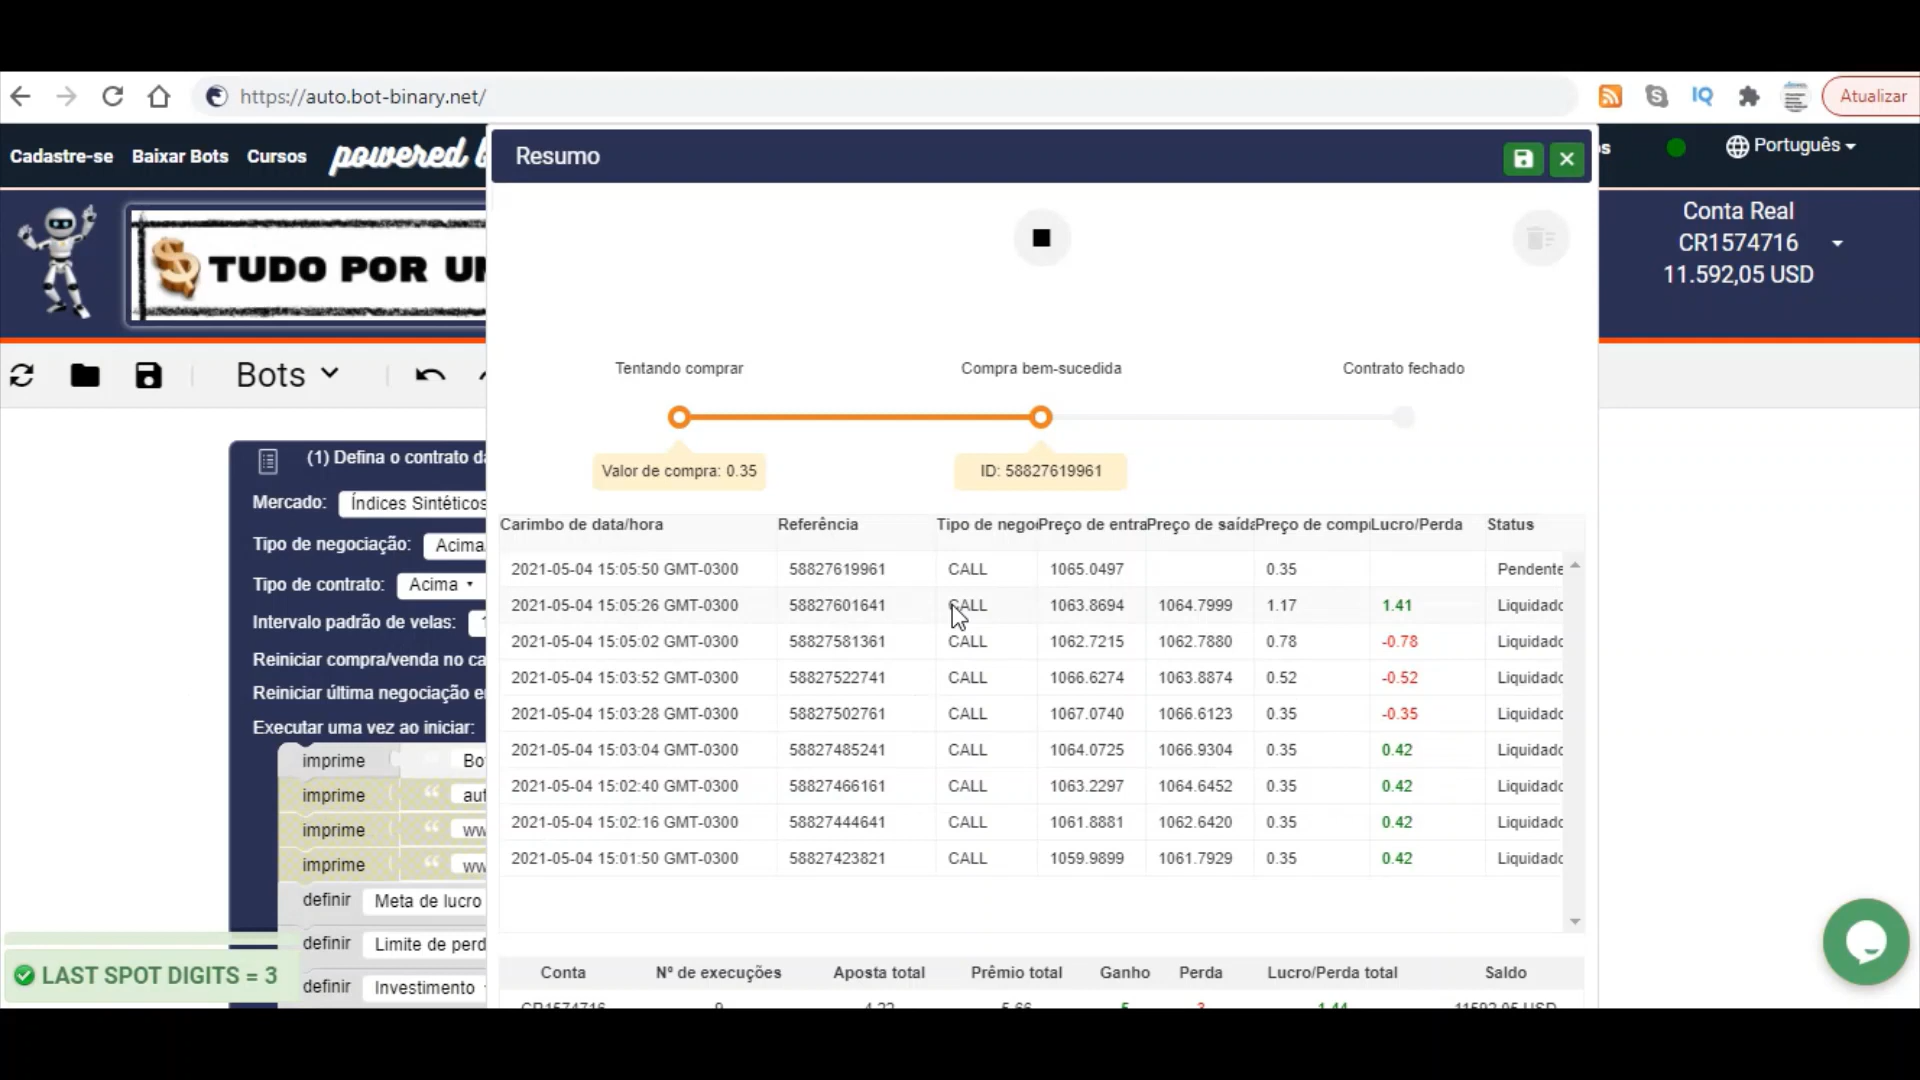 https://auto.bot-binary.net/
Atualizar
Cadastre-se Baixar Bots Cursos powered
Português
Resumo
TUDO POR
Conta Real
CR1574716
11.592,05 USD
Bots
Tentando comprar Compra bem-sucedida Contrato fechado
Valor de compra: 0.35 ID: 58827619961
(1) Defina o contrato
Mercado: Índices Sintéticos
Tipo de negociação: Acima
Tipo de contrato: Acima
Intervalo padrão de velas:
Reiniciar compra/venda no
Reiniciar última negociação
Executar uma vez ao iniciar:
imprime
imprime
imprime
imprime
definir Meta de lucro
definir Limite de
definir Investimento
LAST SPOT DIGITS = 3
Carimbo de data/hora Referência Tipo de Preço de Preço de Preço de Lucro/Perda Status
2021-05-04 15:05:50 GMT-0300 58827619961 CALL 1065.0497 0.35 Pendente
2021-05-04 15:05:26 GMT-0300 58827601641 CALL 1063.8694 1064.7999 1.17 1.41 Liquidado
2021-05-04 15:05:02 GMT-0300 58827581361 CALL 1062.7215 1062.7880 0.78 -0.78 Liquidado
2021-05-04 15:03:52 GMT-0300 58827522741 CALL 1066.6274 1063.8874 0.52 -0.52 Liquidado
2021-05-04 15:03:28 GMT-0300 58827502761 CALL 1067.0740 1066.6123 0.35 -0.35 Liquidado
2021-05-04 15:03:04 GMT-0300 58827485241 CALL 1064.0725 1066.9304 0.35 0.42 Liquidado
2021-05-04 15:02:40 GMT-0300 58827466161 CALL 1063.2297 1064.6452 0.35 0.42 Liquidado
2021-05-04 15:02:16 GMT-0300 58827444641 CALL 1061.8881 1062.6420 0.35 0.42 Liquidado
2021-05-04 15:01:50 GMT-0300 58827423821 CALL 1059.9899 1061.7929 0.35 0.42 Liquidado
Conta Nº de execuções Aposta total Prêmio total Ganho Perda Lucro/Perda total Saldo